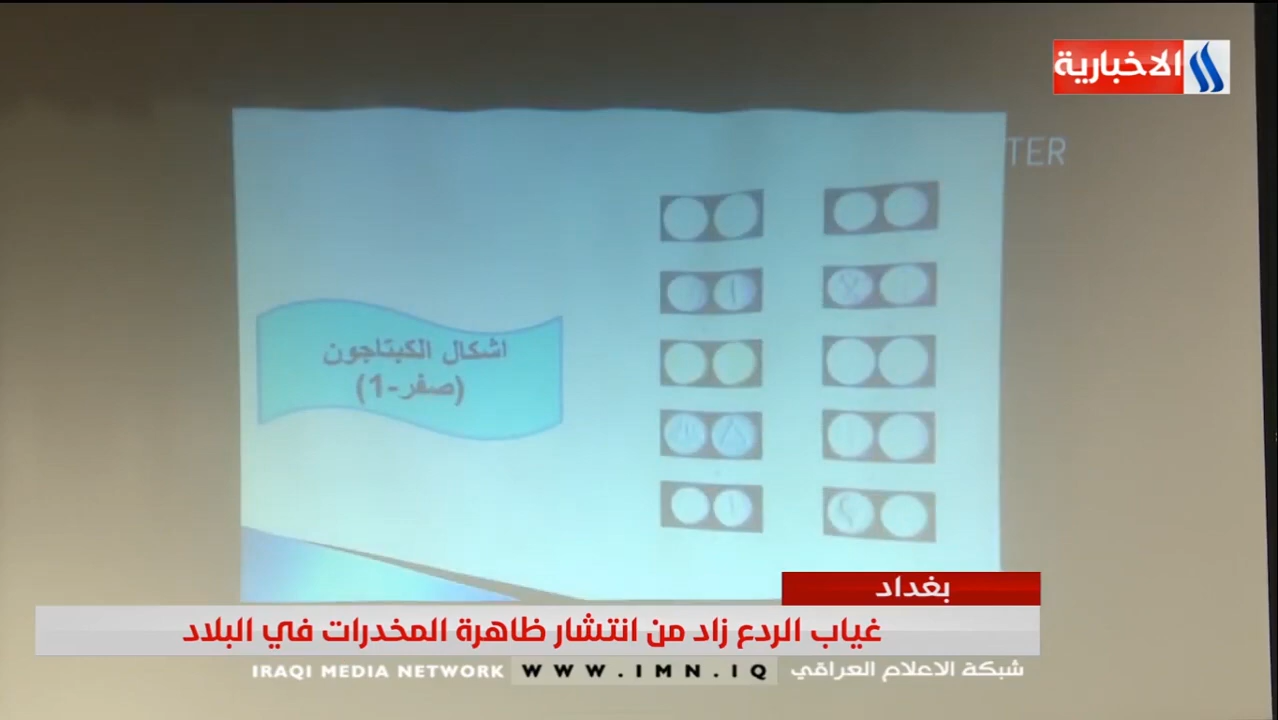 الاخبارية
TER
اشكال الكبتاجون
(صفر-1)
بغداد
غياب الردع زاد من انتشار ظاهرة المخدرات في البلاد
IRAQI MEDIA NETWORK WWW.IMN.IQ شبكة الاعلام العراقي